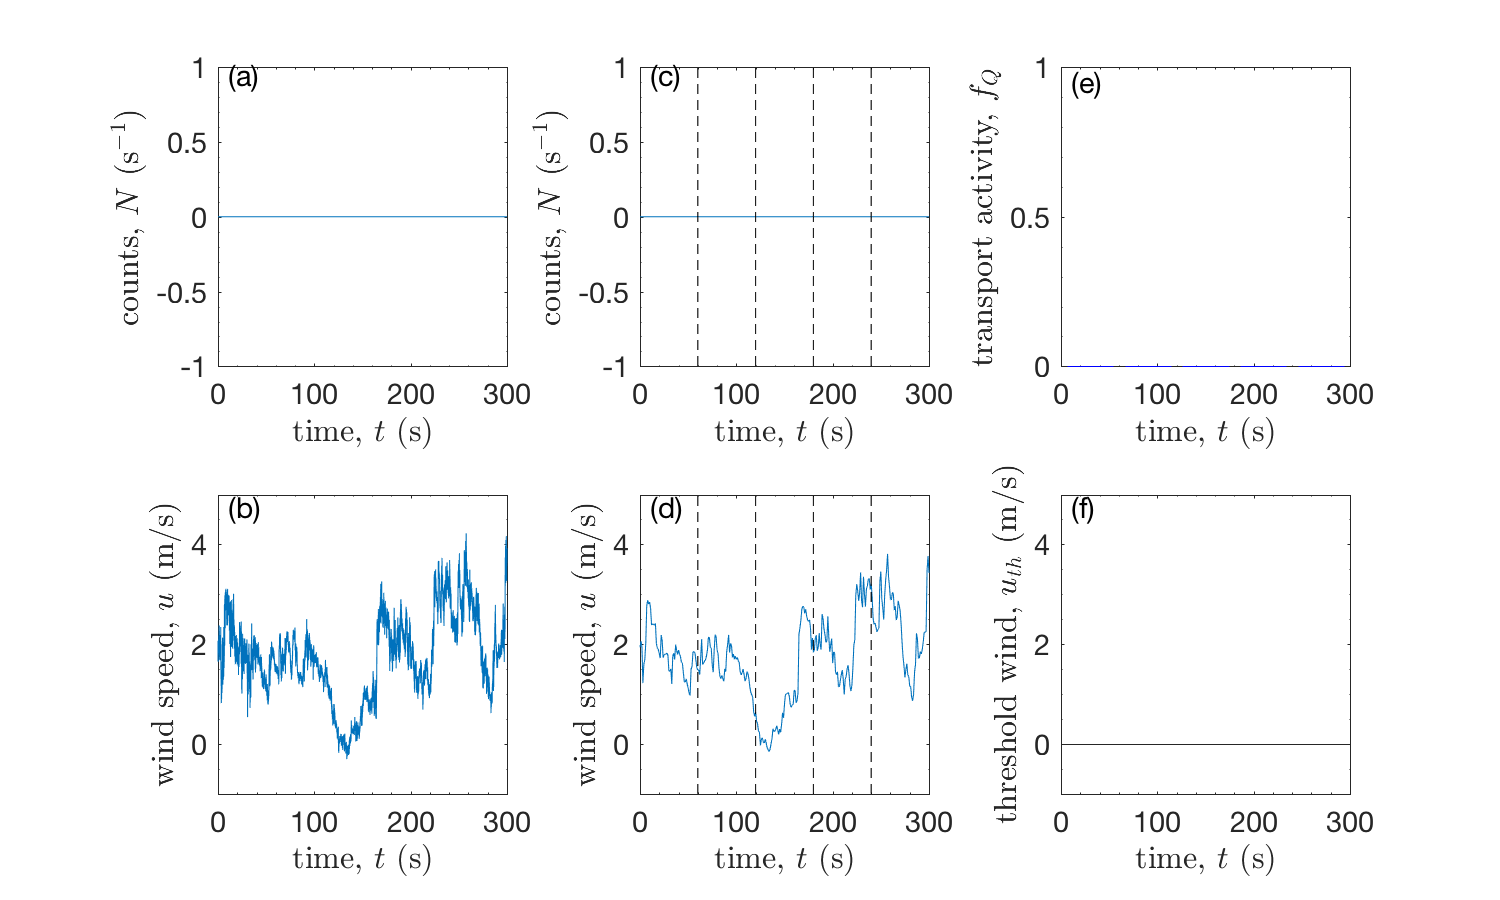 (a)
1
0.5
0
-0.5
-1
counts, N (s⁻¹)
0 100 200 300
time, t (s)
(c)
1
0.5
0
-0.5
-1
counts, N (s⁻¹)
0 100 200 300
time, t (s)
(e)
1
0.5
0
transport activity, f_Q
0 100 200 300
time, t (s)
(b)
4
2
0
wind speed, u (m/s)
0 100 200 300
time, t (s)
(d)
4
2
0
wind speed, u (m/s)
0 100 200 300
time, t (s)
(f)
4
2
0
threshold wind, u_th (m/s)
0 100 200 300
time, t (s)